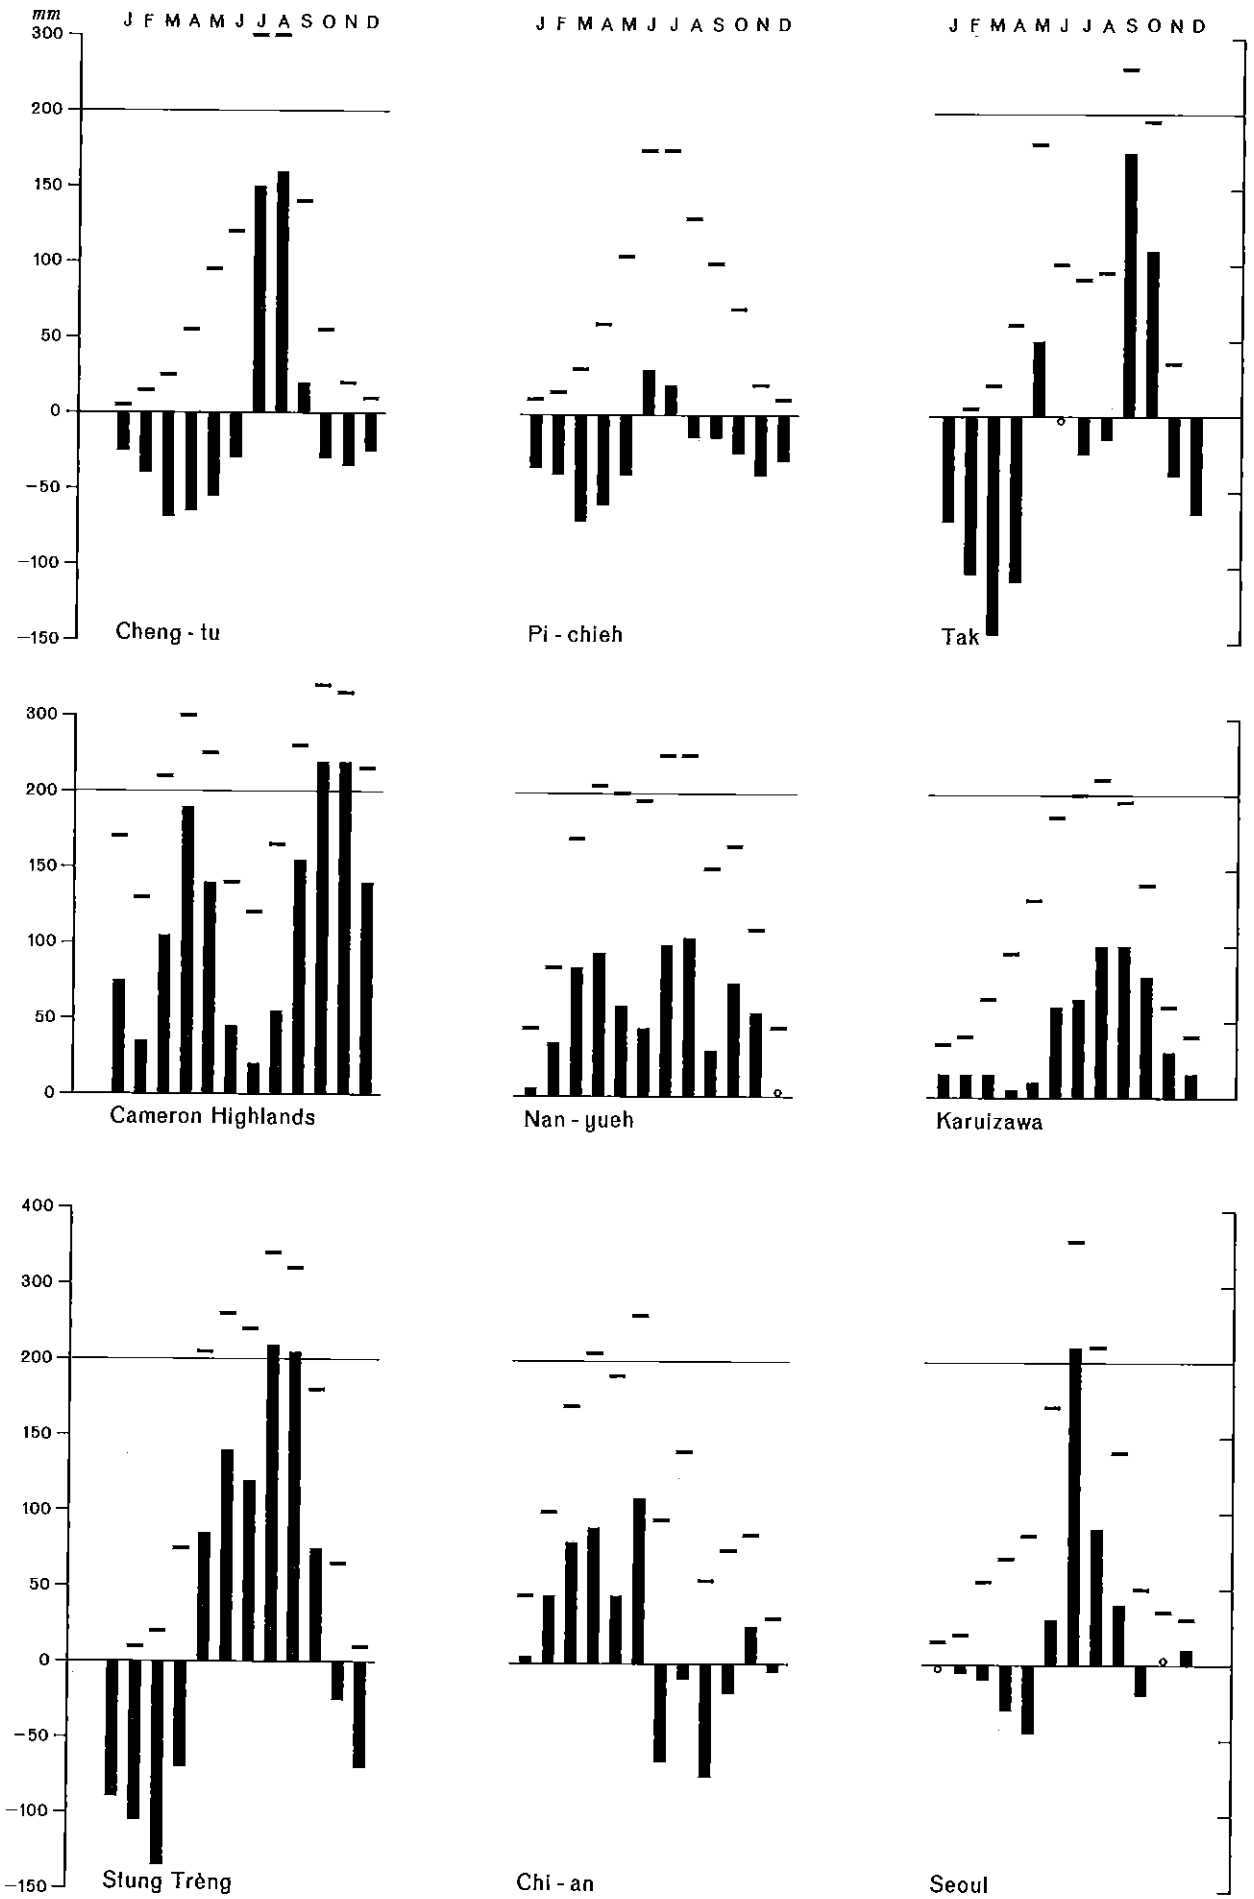 mm
J F M A M J J A S O N D
J F M A M J J A S O N D
J F M A M J J A S O N D
300
200
150
100
50
0
−50
−100
−150
Cheng - tu
Pi - chieh
Tak
300
200
150
100
50
0
Cameron Highlands
Nan - yueh
Karuizawa
400
300
200
150
100
50
0
−50
−100
−150
Stung Trèng
Chi - an
Seoul